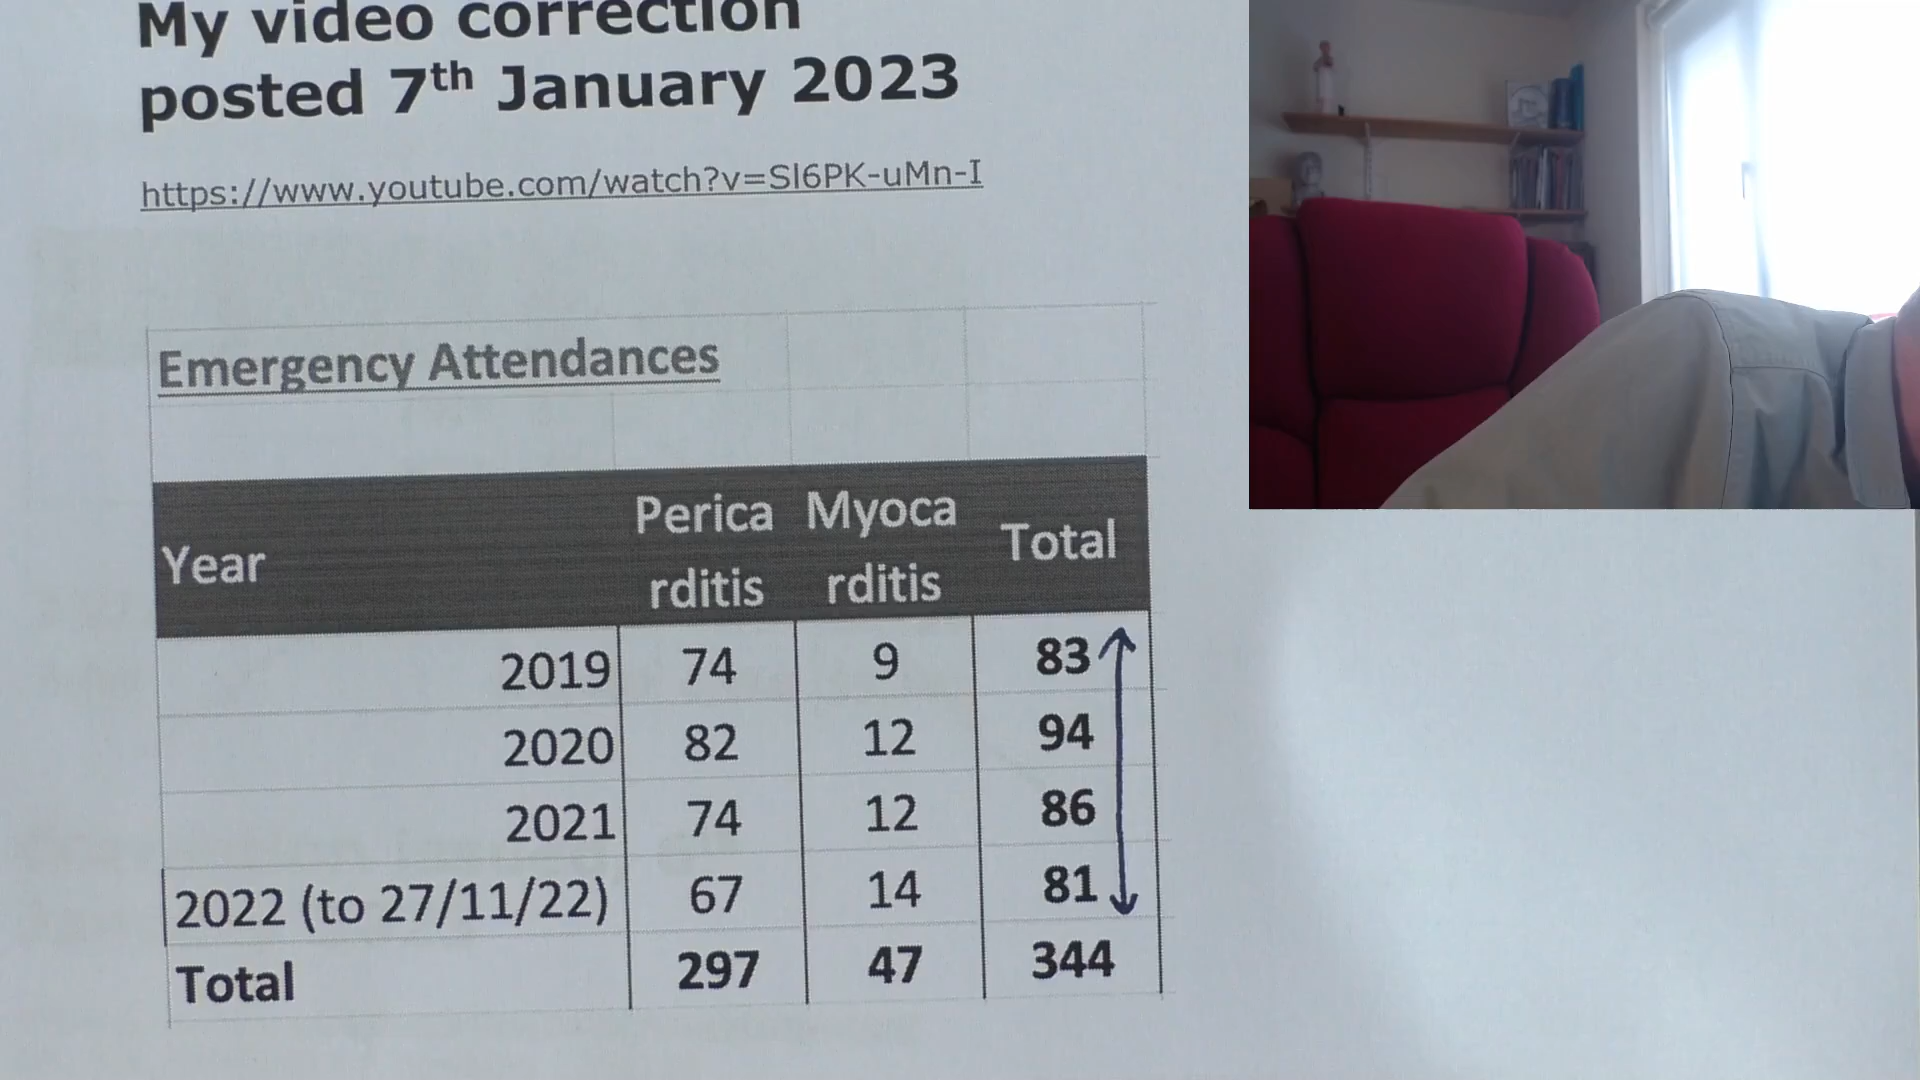 My video correction
posted 7th January 2023
https://www.youtube.com/watch?v=Sl6PK-uMn-I
Emergency Attendances
Year Perica Myoca Total
rditis rditis
2019 74 9 83
2020 82 12 94
2021 74 12 86
2022 (to 27/11/22) 67 14 81
Total 297 47 344